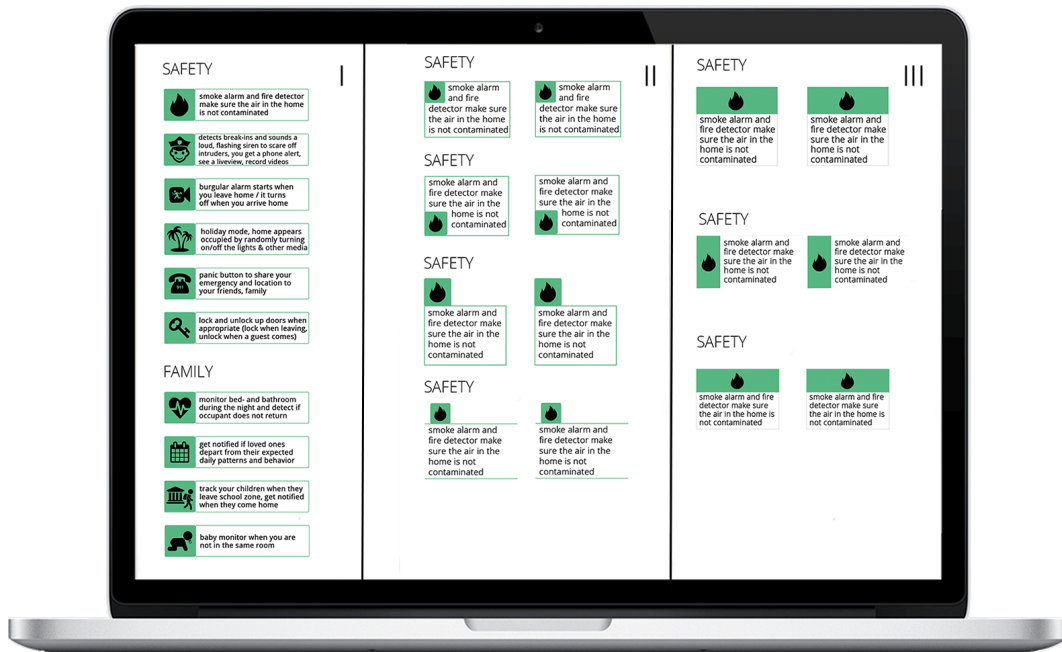 SAFETY
I
smoke alarm and fire detector
make sure the air in the home
is not contaminated
detects break-ins and sounds a
loud, flashing siren to scare off
intruders, you get a phone alert,
see a liveview, record videos
burgular alarm starts when
you leave home / it turns
off when you arrive home
holiday mode, home appears
occupied by randomly turning
on/off the lights & other media
panic button to share your
emergency and location to
your friends, family
lock and unlock up doors when
appropriate (lock when leaving,
unlock when a guest comes)
FAMILY
monitor bed- and bathroom
during the night and detect if
occupant does not return
get notified if loved ones
depart from their expected
daily patterns and behavior
track your children when they
leave school zone, get notified
when they come home
baby monitor when you are
not in the same room
SAFETY
II
smoke alarm
and fire
detector make sure
the air in the home
is not contaminated
smoke alarm
and fire
detector make sure
the air in the home
is not contaminated
SAFETY
smoke alarm and
fire detector make
sure the air in the
home is not
contaminated
smoke alarm and
fire detector make
sure the air in the
home is not
contaminated
SAFETY
smoke alarm and
fire detector make
sure the air in the
home is not
contaminated
smoke alarm and
fire detector make
sure the air in the
home is not
contaminated
SAFETY
smoke alarm and
fire detector make
sure the air in the
home is not
contaminated
smoke alarm and
fire detector make
sure the air in the
home is not
contaminated
SAFETY
III
smoke alarm and
fire detector make
sure the air in the
home is not
contaminated
smoke alarm and
fire detector make
sure the air in the
home is not
contaminated
SAFETY
smoke alarm and
fire detector make
sure the air in the
home is not
contaminated
smoke alarm and
fire detector make
sure the air in the
home is not
contaminated
SAFETY
smoke alarm and fire
detector make sure
the air in the home is
not contaminated
smoke alarm and fire
detector make sure
the air in the home is
not contaminated